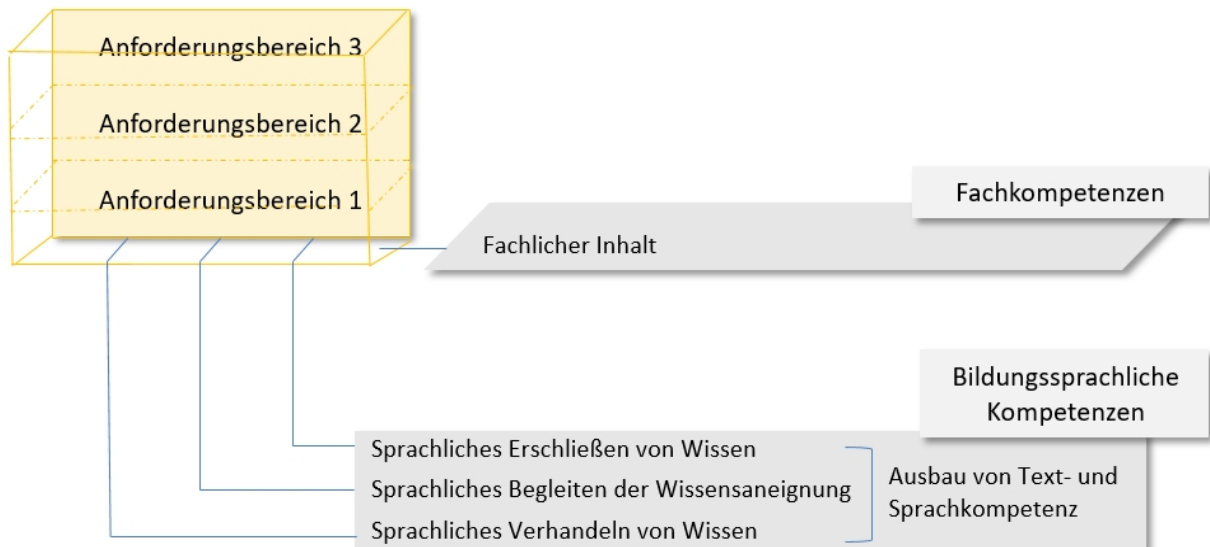 Anforderungsbereich 3
Anforderungsbereich 2
Anforderungsbereich 1
Fachkompetenzen
Fachlicher Inhalt
Bildungssprachliche
Kompetenzen
Sprachliches Erschließen von Wissen
Sprachliches Begleiten der Wissensaneignung
Sprachliches Verhandeln von Wissen
Ausbau von Text- und
Sprachkompetenz